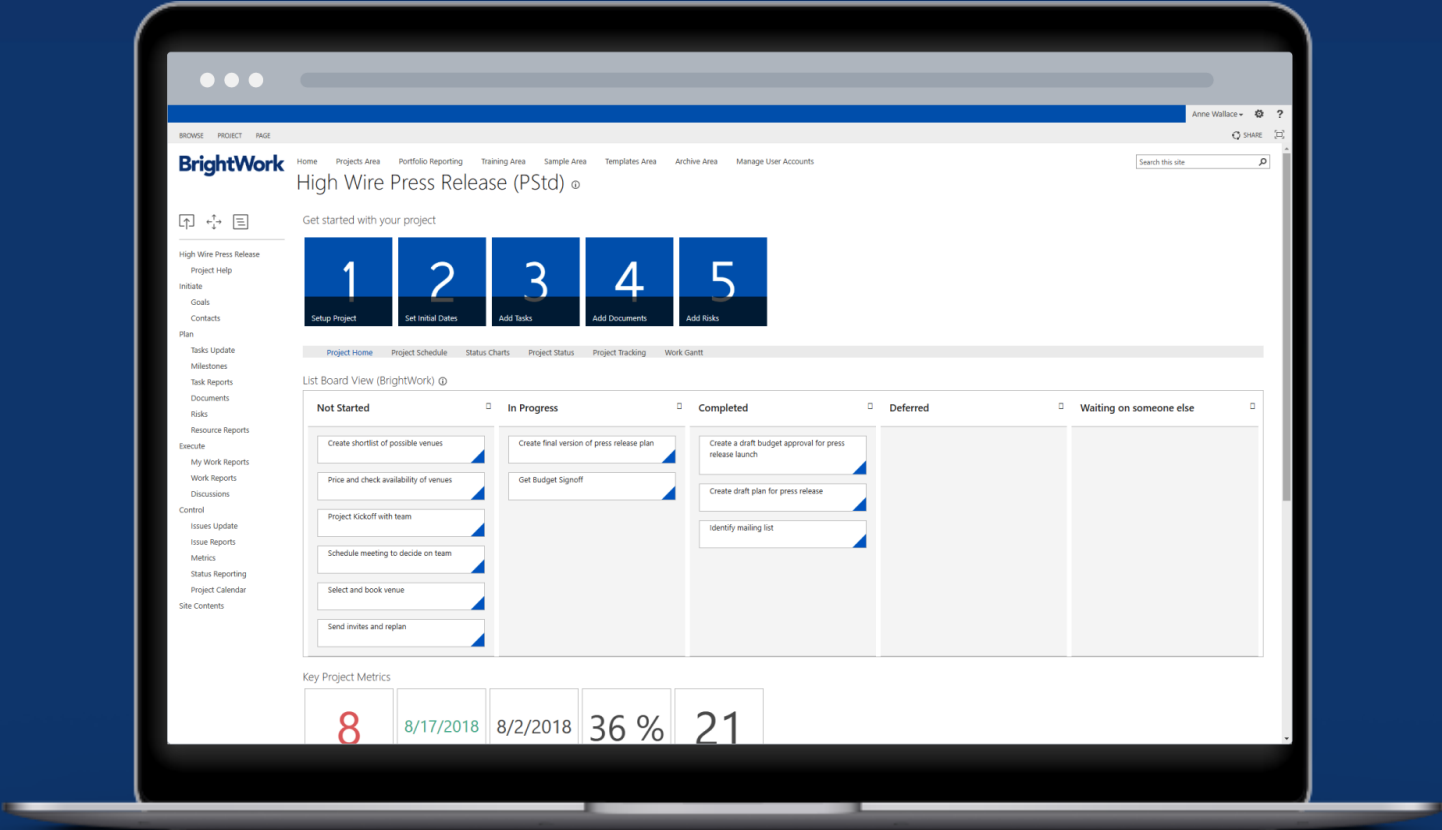 Anne Wallace
?
BROWSE PROJECT PAGE
SHARE
BrightWork
Home Projects Area Portfolio Reporting Training Area Sample Area Templates Area Archive Area Manage User Accounts
Search this site
High Wire Press Release (PStd)
Get started with your project
1 2 3 4 5
Setup Project Set Initial Dates Add Tasks Add Documents Add Risks
High Wire Press Release
Project Help
Initiate
Goals
Contacts
Plan
Tasks Update
Milestones
Task Reports
Documents
Risks
Resource Reports
Execute
My Work Reports
Work Reports
Discussions
Control
Issues Update
Issue Reports
Metrics
Status Reporting
Project Calendar
Site Contents
Project Home Project Schedule Status Charts Project Status Project Tracking Work Gantt
List Board View (BrightWork)
Not Started
Create shortlist of possible venues
Price and check availability of venues
Project Kickoff with team
Schedule meeting to decide on team
Select and book venue
Send invites and replan
In Progress
Create final version of press release plan
Get Budget Signoff
Completed
Create a draft budget approval for press
release launch
Create draft plan for press release
Identify mailing list
Deferred
Waiting on someone else
Key Project Metrics
8 8/17/2018 8/2/2018 36 % 21